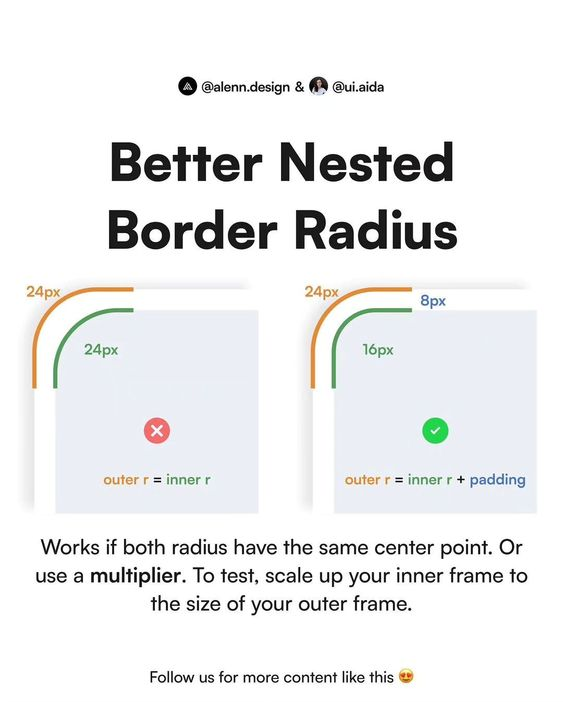 @alenn.design & @ui.aida
Better Nested
Border Radius
24px
24px
outer r = inner r
24px
8px
16px
outer r = inner r + padding
Works if both radius have the same center point. Or
use a multiplier. To test, scale up your inner frame to
the size of your outer frame.
Follow us for more content like this 😍